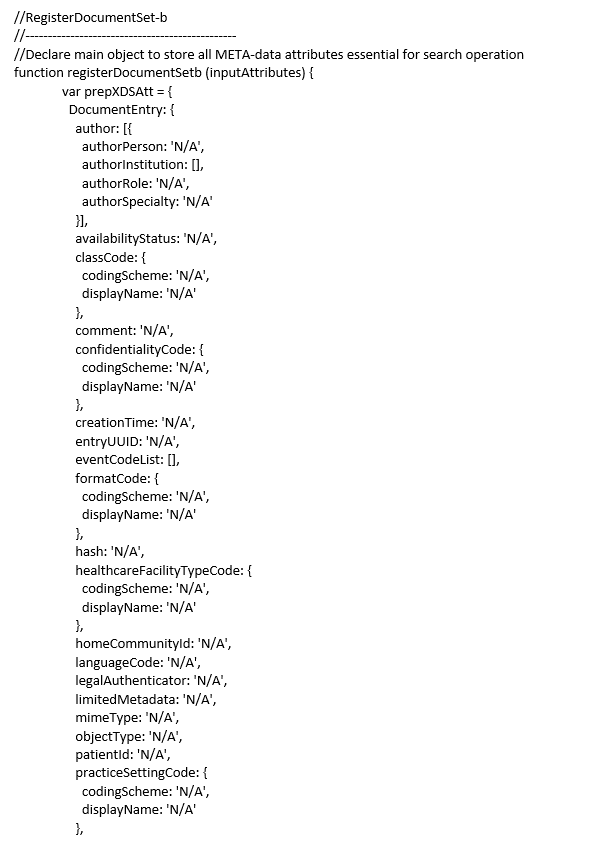 //RegisterDocumentSet-b
//------------------------------------------------
//Declare main object to store all META-data attributes essential for search operation
function registerDocumentSetb (inputAttributes) {
var prepXDSAtt = {
DocumentEntry: {
author: [{
authorPerson: 'N/A',
authorInstitution: [],
authorRole: 'N/A',
authorSpecialty: 'N/A'
}],
availabilityStatus: 'N/A',
classCode: {
codingScheme: 'N/A',
displayName: 'N/A'
},
comment: 'N/A',
confidentialityCode: {
codingScheme: 'N/A',
displayName: 'N/A'
},
creationTime: 'N/A',
entryUUID: 'N/A',
eventCodeList: [],
formatCode: {
codingScheme: 'N/A',
displayName: 'N/A'
},
hash: 'N/A',
healthcareFacilityTypeCode: {
codingScheme: 'N/A',
displayName: 'N/A'
},
homeCommunityId: 'N/A',
languageCode: 'N/A',
legalAuthenticator: 'N/A',
limitedMetadata: 'N/A',
mimeType: 'N/A',
objectType: 'N/A',
patientId: 'N/A',
practiceSettingCode: {
codingScheme: 'N/A',
displayName: 'N/A'
},